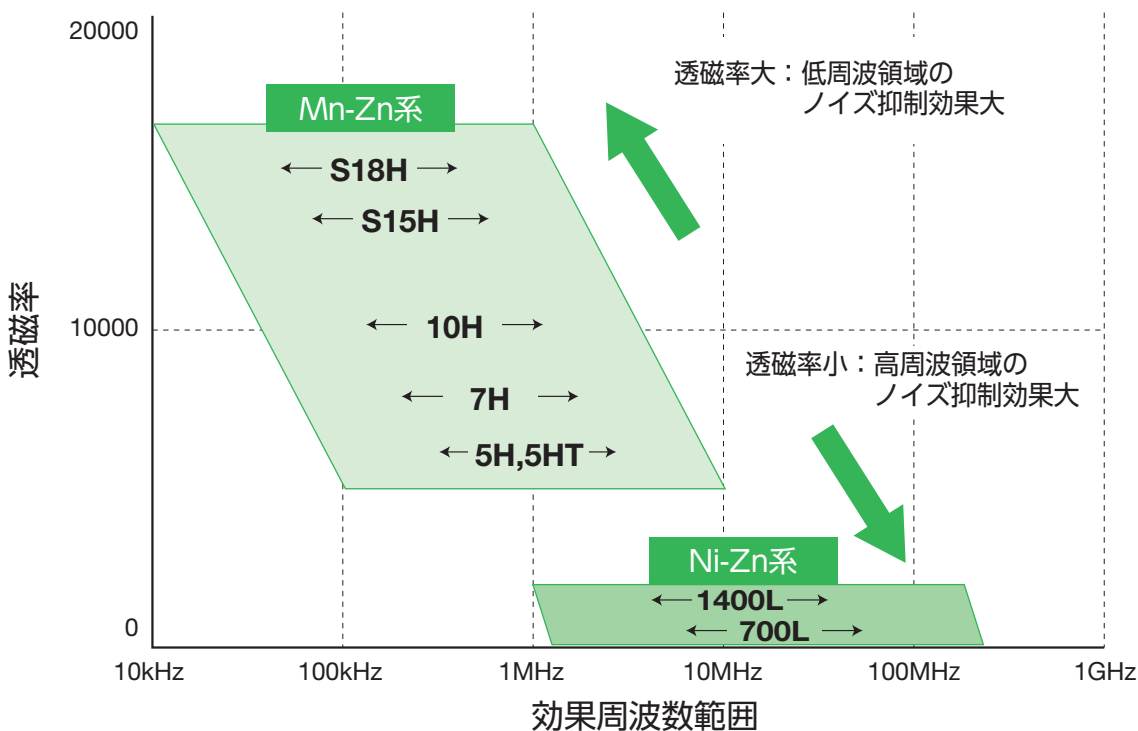 20000
透磁率大：低周波領域の
ノイズ抑制効果大
Mn-Zn系
S18H
S15H
透磁率
10000
10H
透磁率小：高周波領域の
ノイズ抑制効果大
7H
5H,5HT
Ni-Zn系
1400L
700L
0
10kHz
100kHz
1MHz
10MHz
100MHz
1GHz
効果周波数範囲